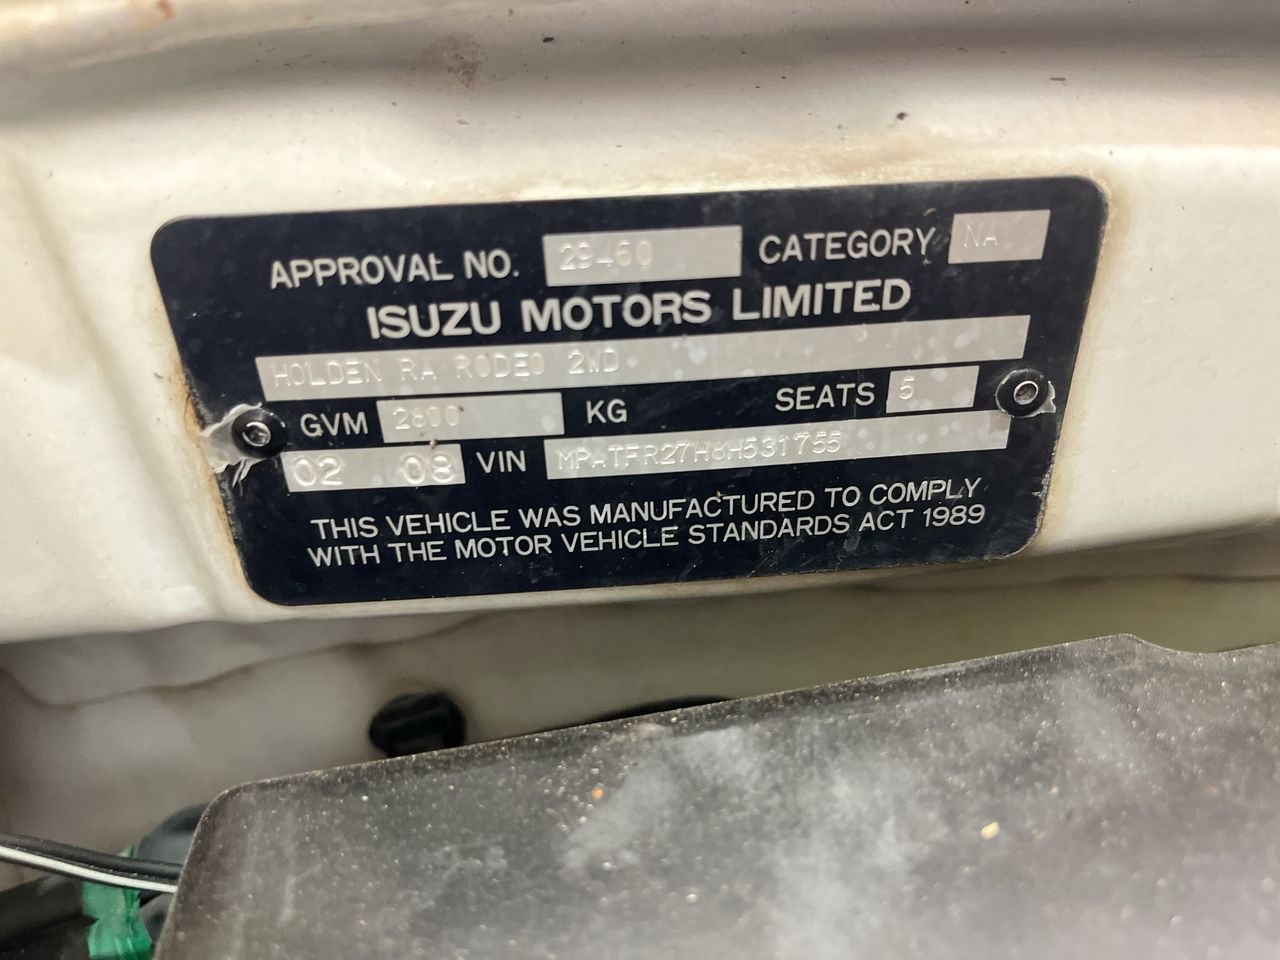 APPROVAL NO. 29460 CATEGORY NA
ISUZU MOTORS LIMITED
HOLDEN RA RODEO 2WD
GVM 2800 KG SEATS 5
02 08 VIN MPATFR27H8H531755
THIS VEHICLE WAS MANUFACTURED TO COMPLY
WITH THE MOTOR VEHICLE STANDARDS ACT 1989